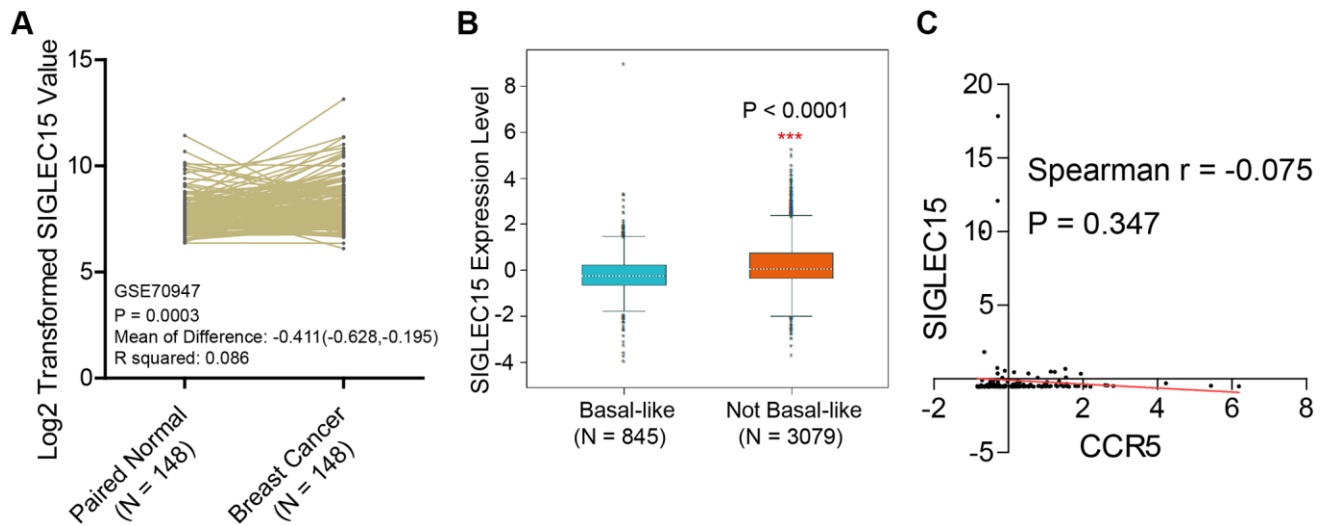 A
Log2 Transformed SIGLEC15 Value
15
10
5
0
GSE70947
P = 0.0003
Mean of Difference: -0.411(-0.628,-0.195)
R squared: 0.086
Paired Normal
(N = 148)
Breast Cancer
(N = 148)
B
SIGLEC15 Expression Level
8
6
4
2
0
-2
-4
P < 0.0001
***
Basal-like
(N = 845)
Not Basal-like
(N = 3079)
C
SIGLEC15
20
15
10
5
-5
Spearman r = -0.075
P = 0.347
-2
0
2
4
6
8
CCR5